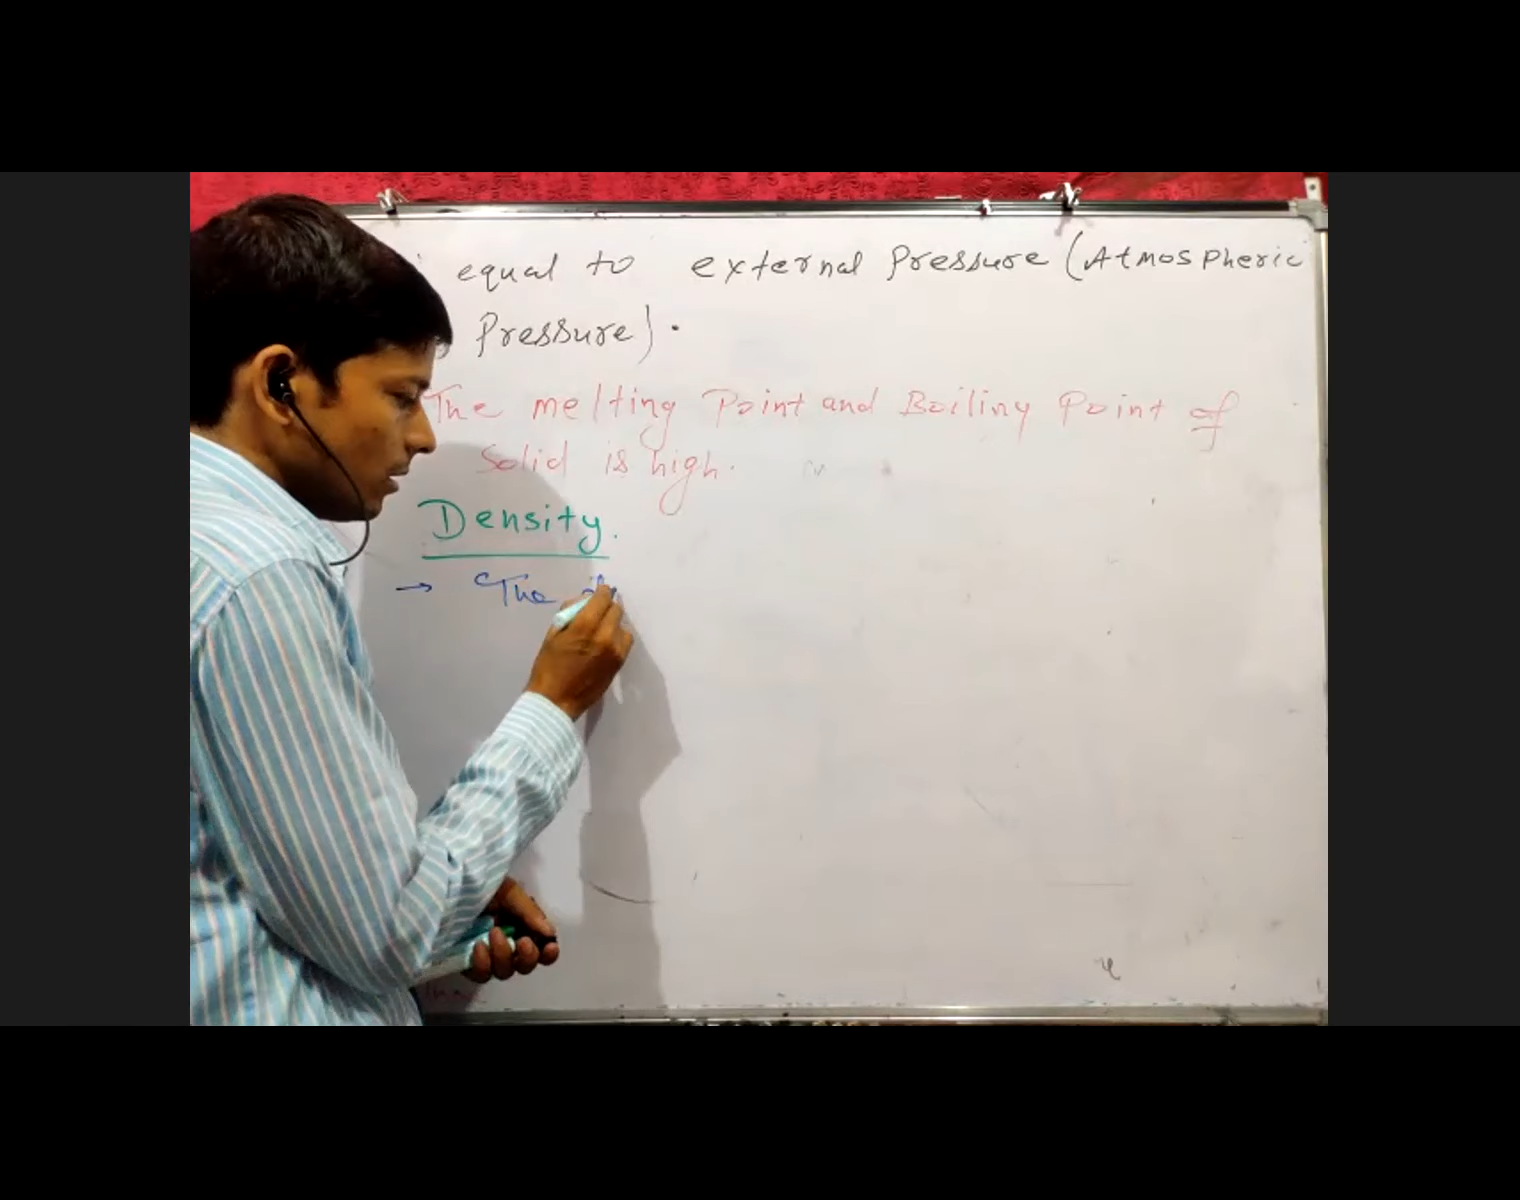 equal to external Pressure (Atmospheric
Pressure).
The melting Point and Boiling Point of
Solid is high.
Density.
→ The